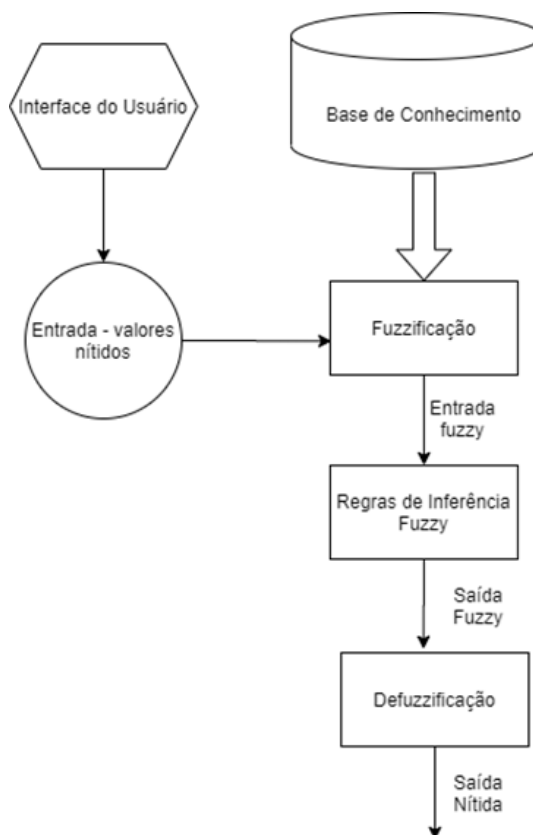 Interface do Usuário
Base de Conhecimento
Entrada - valores
nítidos
Fuzzificação
Entrada
fuzzy
Regras de Inferência
Fuzzy
Saída
Fuzzy
Defuzzificação
Saída
Nítida